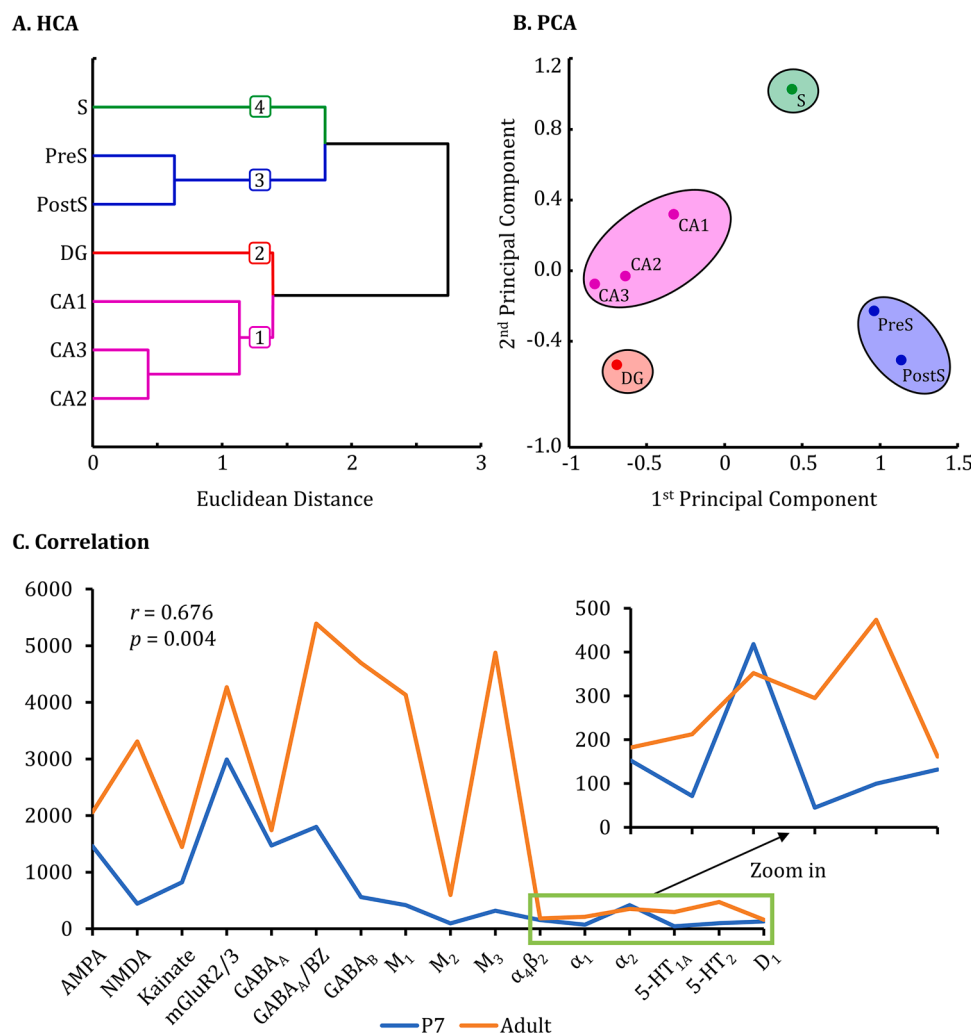 A. HCA
S
PreS
PostS
DG
CA1
CA3
CA2
4
3
2
1
0 1 2 3
Euclidean Distance
B. PCA
2nd Principal Component
1.2
0.8
0.4
0.0
-0.4
-1.0
S
CA1
CA2
CA3
DG
PreS
PostS
-1 -0.5 0 0.5 1 1.5
1st Principal Component
C. Correlation
r = 0.676
p = 0.004
6000
5000
4000
3000
2000
1000
0
500
400
300
200
100
0
Zoom in
AMPA
NMDA
Kainate
mGluR2/3
GABAA
GABAA/BZ
GABAB
M1
M2
M3
α4β2
α1
α2
5-HT1A
5-HT2
D1
P7 Adult